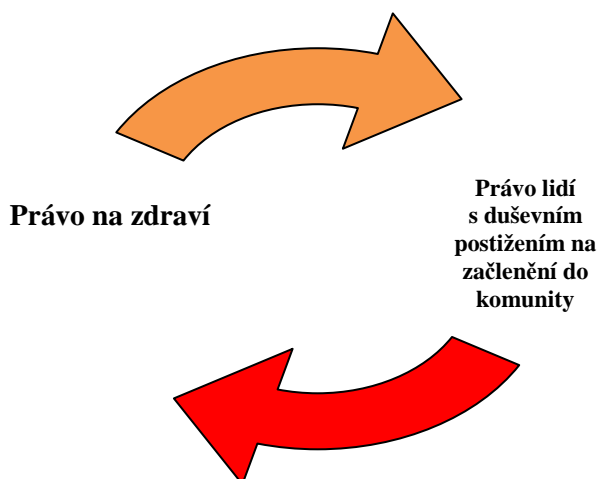 Právo na zdraví
Právo lidí
s duševním
postižením na
začlenění do
komunity